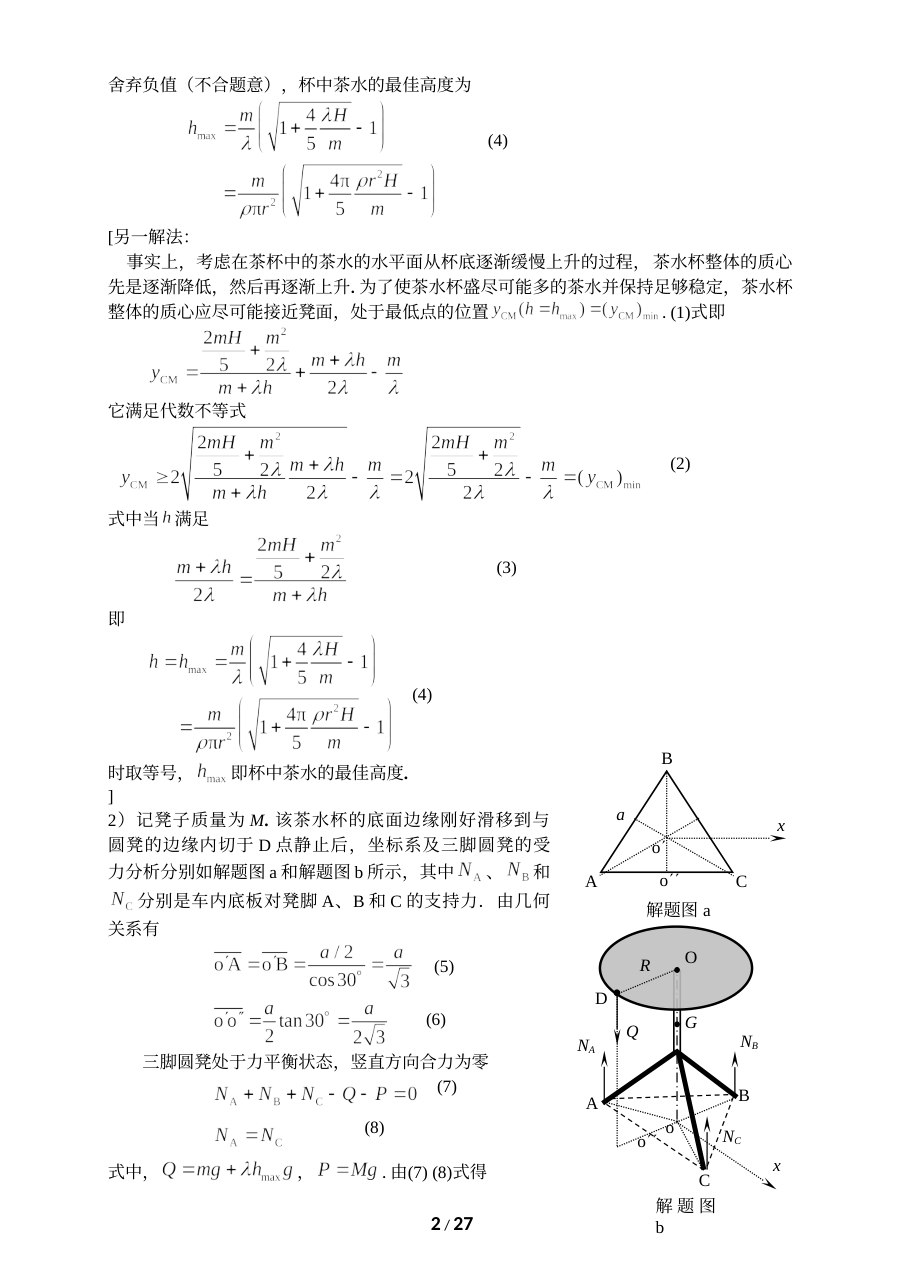 舍弃负值（不合题意），杯中茶水的最佳高度为
h_max = m/λ ( √(1 + 4/5 λH/m) − 1 ) (4)
= m/(ρπr²) ( √(1 + 4π/5 ρr²H/m) − 1 )
[另一解法：
事实上，考虑在茶杯中的茶水的水平面从杯底逐渐缓慢上升的过程，茶水杯整体的质心
先是逐渐降低，然后再逐渐上升. 为了使茶水杯盛尽可能多的茶水并保持足够稳定，茶水杯
整体的质心应尽可能接近凳面，处于最低点的位置 y_CM(h = h_max) = (y_CM)_min . (1)式即
y_CM = (2mH/5 + m²/2λ)/(m + λh) + (m + λh)/2λ − m/λ
它满足代数不等式
y_CM ≥ 2√((2mH/5 + m²/2λ)/(m + λh) (m + λh)/2λ) − m/λ = 2√((2mH/5 + m²/2λ)/2λ) − m/λ = (y_CM)_min (2)
式中当 h 满足
(m + λh)/2λ = (2mH/5 + m²/2λ)/(m + λh) (3)
即
h = h_max = m/λ ( √(1 + 4/5 λH/m) − 1 )
= m/(ρπr²) ( √(1 + 4π/5 ρr²H/m) − 1 ) (4)
时取等号， h_max 即杯中茶水的最佳高度.
]
2）记凳子质量为 M. 该茶水杯的底面边缘刚好滑移到与
圆凳的边缘内切于 D 点静止后，坐标系及三脚圆凳的受
力分析分别如解题图 a 和解题图 b 所示，其中 N_A 、 N_B 和
N_C 分别是车内底板对凳脚 A、B 和 C 的支持力．由几何
关系有
o´A = o´B = (a / 2)/cos30° = a/√3 (5)
o´o˝ = a/2 tan30° = a/(2√3) (6)
三脚圆凳处于力平衡状态，竖直方向合力为零
N_A + N_B + N_C − Q − P = 0 (7)
N_A = N_C (8)
式中， Q = mg + λh_max g ， P = Mg . 由(7) (8)式得
B
a
x
o
A
o´´
C
解题图 a
O
R
D
G
Q
N_A
N_B
A
B
o
o
N_C
x
C
解 题 图
b
2 / 27